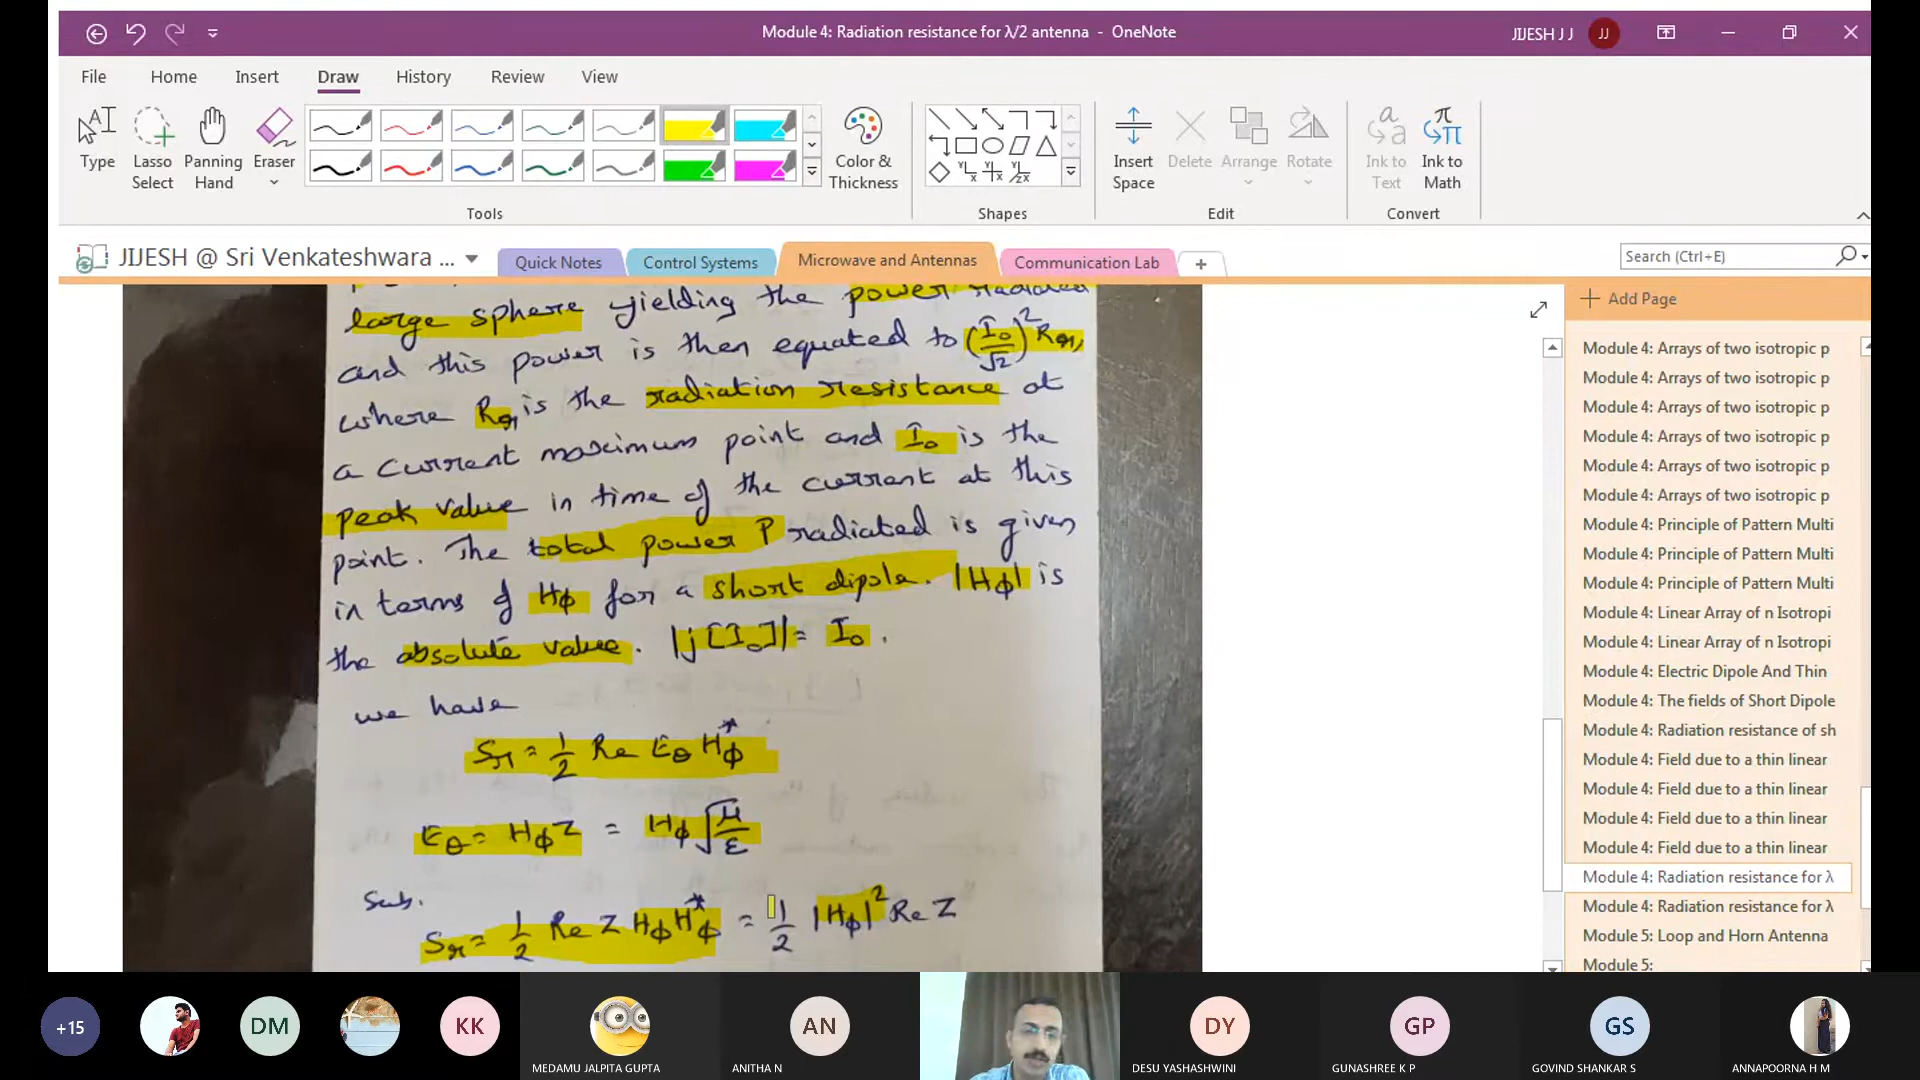 Module 4: Radiation resistance for λ/2 antenna - OneNote
JIJESH J J
JJ
File Home Insert Draw History Review View
Type
Lasso Select
Panning Hand
Eraser
Color & Thickness
Insert Space
Delete
Arrange
Rotate
Ink to Text
Ink to Math
Tools
Shapes
Edit
Convert
JIJESH @ Sri Venkateshwara ...
Quick Notes
Control Systems
Microwave and Antennas
Communication Lab
Search (Ctrl+E)
large sphere yielding the power radiated
and this power is then equated to (I₀/√2)² Rr,
where Rr, is the radiation resistance at
a current maximum point and I₀ is the
peak value in time of the current at this
point. The total power P radiated is given
in terms of Hϕ for a short dipole. |Hϕ| is
the absolute value. |j[I₀]| = I₀.
we have
Sr = 1/2 Re Eθ Hϕ*
Eθ = Hϕ Z = Hϕ √(μ/ε)
Sub.
Sr = 1/2 Re Z Hϕ Hϕ* = 1/2 |Hϕ|² Re Z
Add Page
Module 4: Arrays of two isotropic p
Module 4: Arrays of two isotropic p
Module 4: Arrays of two isotropic p
Module 4: Arrays of two isotropic p
Module 4: Arrays of two isotropic p
Module 4: Arrays of two isotropic p
Module 4: Principle of Pattern Multi
Module 4: Principle of Pattern Multi
Module 4: Principle of Pattern Multi
Module 4: Linear Array of n Isotropi
Module 4: Linear Array of n Isotropi
Module 4: Electric Dipole And Thin
Module 4: The fields of Short Dipole
Module 4: Radiation resistance of sh
Module 4: Field due to a thin linear
Module 4: Field due to a thin linear
Module 4: Field due to a thin linear
Module 4: Field due to a thin linear
Module 4: Radiation resistance for λ
Module 4: Radiation resistance for λ
Module 5: Loop and Horn Antenna
Module 5:
+15
DM
KK
MEDAMU JALPITA GUPTA
AN
ANITHA N
DY
DESU YASHASHWINI
GP
GUNASHREE K P
GS
GOVIND SHANKAR S
ANNAPOORNA H M